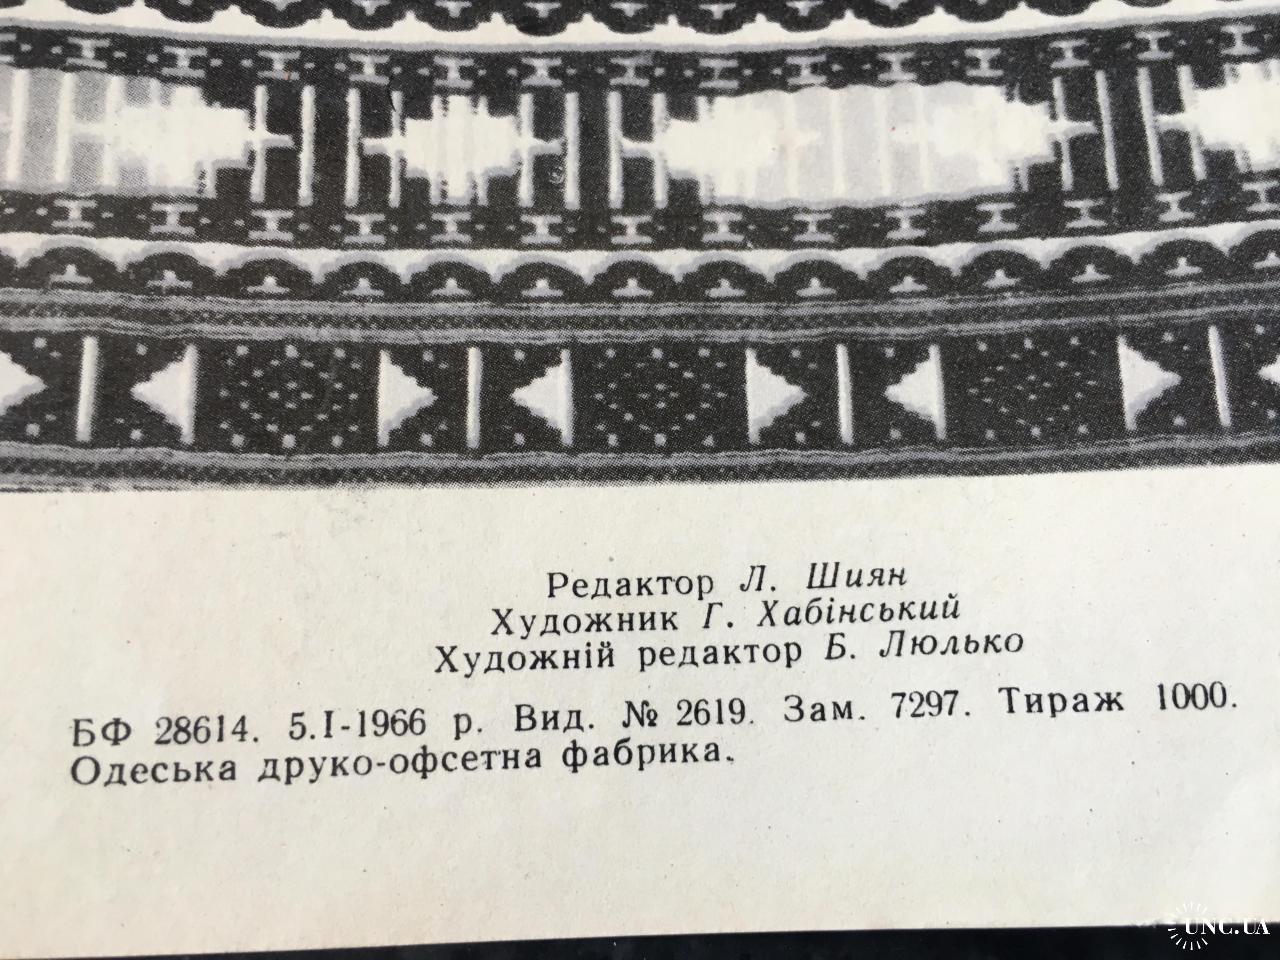 Редактор Л. Шиян
Художник Г. Хабінський
Художній редактор Б. Люлько
БФ 28614. 5.I-1966 р. Вид. № 2619. Зам. 7297. Тираж 1000.
Одеська друко-офсетна фабрика.
UNC.UA